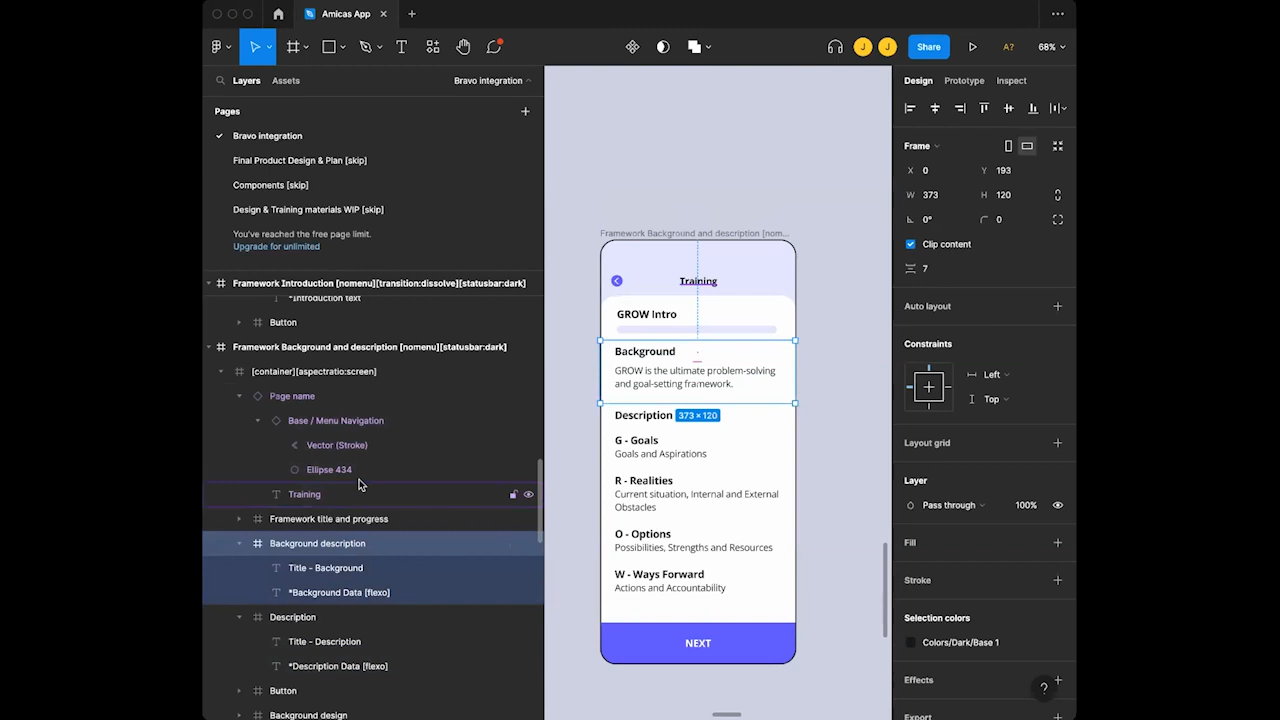 Amicas App
J
J
Share
A?
68%
Layers
Assets
Bravo integration
Design
Prototype
Inspect
Pages
Bravo integration
Final Product Design & Plan [skip]
Components [skip]
Design & Training materials WIP [skip]
You've reached the free page limit.
Upgrade for unlimited
Framework Introduction [nomenu][transition:dissolve][statusbar:dark]
*Introduction text
Button
Framework Background and description [nomenu][statusbar:dark]
[container][aspectratio:screen]
Page name
Base / Menu Navigation
Vector (Stroke)
Ellipse 434
Training
Framework title and progress
Background description
Title - Background
*Background Data [flexo]
Description
Title - Description
*Description Data [flexo]
Button
Background design
Framework Background and description [nom...
Training
GROW Intro
Background
GROW is the ultimate problem-solving
and goal-setting framework.
Description
373 × 120
G - Goals
Goals and Aspirations
R - Realities
Current situation, Internal and External
Obstacles
O - Options
Possibilities, Strengths and Resources
W - Ways Forward
Actions and Accountability
NEXT
Frame
X 0
Y 193
W 373
H 120
0°
0
Clip content
7
Auto layout
Constraints
Left
Top
Layout grid
Layer
Pass through
100%
Fill
Stroke
Selection colors
Colors/Dark/Base 1
Effects
?
Export